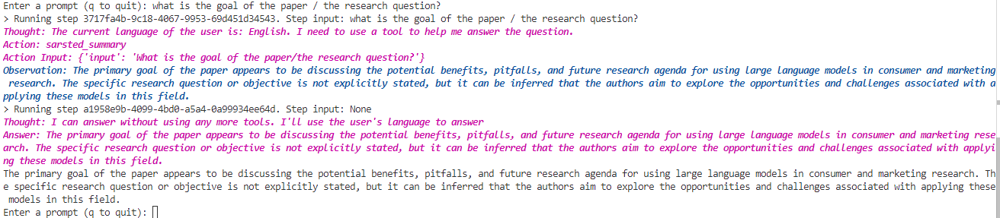 Enter a prompt (q to quit): what is the goal of the paper / the research question?
> Running step 3717fa4b-9c18-4067-9953-69d451d34543. Step input: what is the goal of the paper / the research question?
Thought: The current language of the user is: English. I need to use a tool to help me answer the question.
Action: sarsted_summary
Action Input: {'input': 'What is the goal of the paper/the research question?'}
Observation: The primary goal of the paper appears to be discussing the potential benefits, pitfalls, and future research agenda for using large language models in consumer and marketing
 research. The specific research question or objective is not explicitly stated, but it can be inferred that the authors aim to explore the opportunities and challenges associated with a
pplying these models in this field.
> Running step a1958e9b-4099-4bd0-a5a4-0a99934ee64d. Step input: None
Thought: I can answer without using any more tools. I'll use the user's language to answer
Answer: The primary goal of the paper appears to be discussing the potential benefits, pitfalls, and future research agenda for using large language models in consumer and marketing rese
arch. The specific research question or objective is not explicitly stated, but it can be inferred that the authors aim to explore the opportunities and challenges associated with applyi
ng these models in this field.
The primary goal of the paper appears to be discussing the potential benefits, pitfalls, and future research agenda for using large language models in consumer and marketing research. Th
e specific research question or objective is not explicitly stated, but it can be inferred that the authors aim to explore the opportunities and challenges associated with applying these
 models in this field.
Enter a prompt (q to quit):